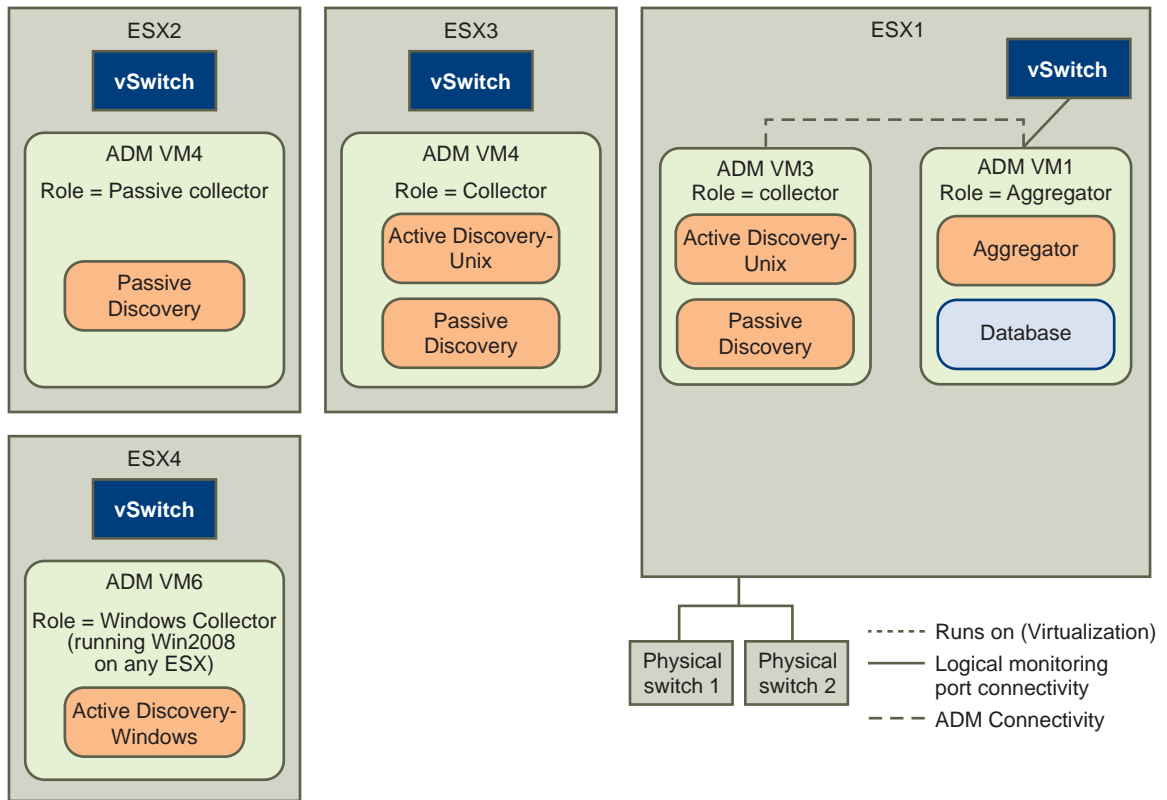 ESX2
vSwitch
ADM VM4
Role = Passive collector
Passive
Discovery
ESX3
vSwitch
ADM VM4
Role = Collector
Active Discovery-
Unix
Passive
Discovery
ESX1
vSwitch
ADM VM3
Role = collector
Active Discovery-
Unix
Passive
Discovery
ADM VM1
Role = Aggregator
Aggregator
Database
ESX4
vSwitch
ADM VM6
Role = Windows Collector
(running Win2008
on any ESX)
Active Discovery-
Windows
Physical
switch 1
Physical
switch 2
Runs on (Virtualization)
Logical monitoring
port connectivity
ADM Connectivity